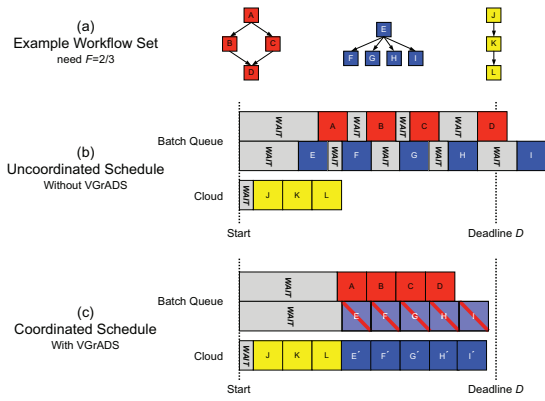 (a)
Example Workflow Set
need F=2/3
A
B
C
D
E
F
G
H
I
J
K
L
(b)
Uncoordinated Schedule
Without VGrADS
Batch Queue
WAIT
A
WAIT
B
WAIT
C
WAIT
D
WAIT
E
WAIT
F
WAIT
G
WAIT
H
WAIT
I
Cloud
WAIT
J
K
L
Start
Deadline D
(c)
Coordinated Schedule
With VGrADS
Batch Queue
WAIT
A
B
C
D
WAIT
E
F
G
H
I
Cloud
WAIT
J
K
L
E´
F´
G´
H´
I´
Start
Deadline D